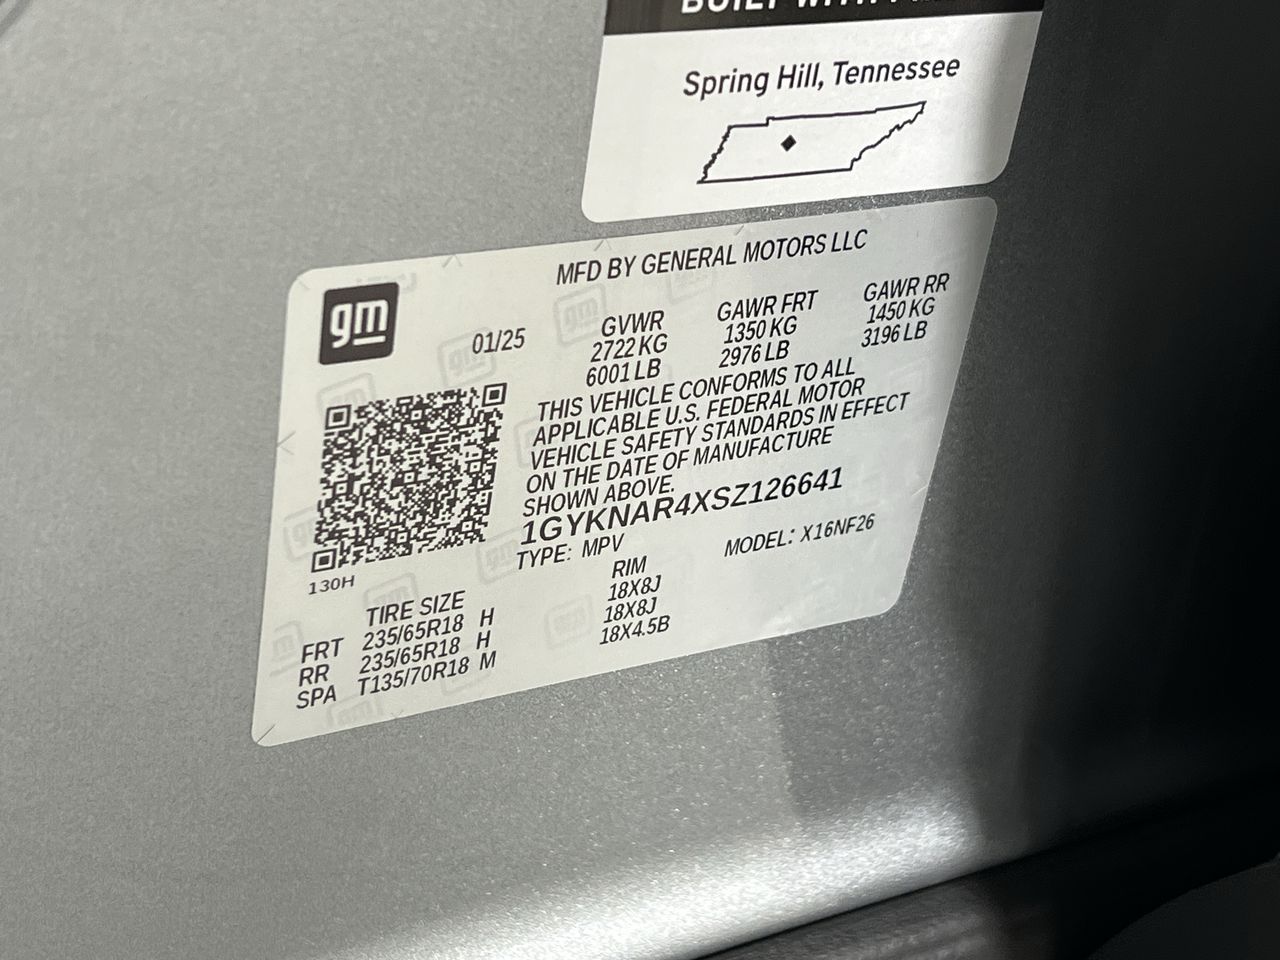 Spring Hill, Tennessee
MFD BY GENERAL MOTORS LLC
gm
01/25
GVWR GAWR FRT GAWR RR
2722 KG 1350 KG 1450 KG
6001 LB 2976 LB 3196 LB
THIS VEHICLE CONFORMS TO ALL
APPLICABLE U.S. FEDERAL MOTOR
VEHICLE SAFETY STANDARDS IN EFFECT
ON THE DATE OF MANUFACTURE
SHOWN ABOVE.
1GYKNAR4XSZ126641
TYPE: MPV MODEL: X16NF26
130H
TIRE SIZE RIM
FRT 235/65R18 H 18X8J
RR 235/65R18 H 18X8J
SPA T135/70R18 M 18X4.5B